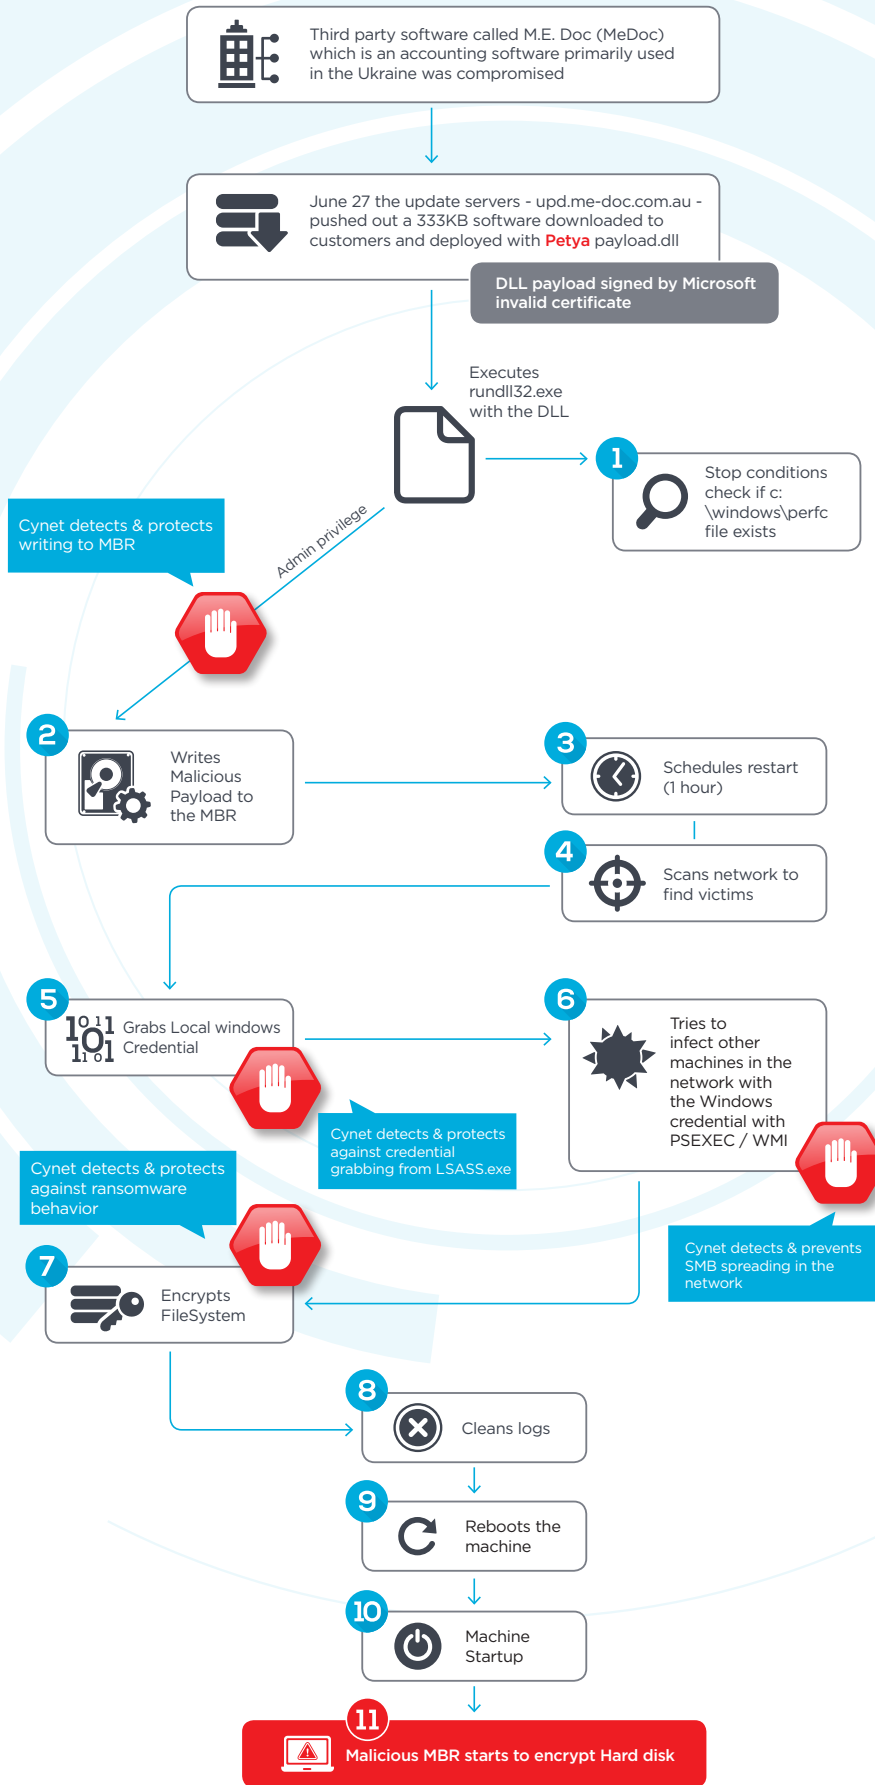 Third party software called M.E. Doc (MeDoc)
which is an accounting software primarily used
in the Ukraine was compromised
June 27 the update servers - upd.me-doc.com.au -
pushed out a 333KB software downloaded to
customers and deployed with Petya payload.dll
DLL payload signed by Microsoft
invalid certificate
Executes
rundll32.exe
with the DLL
1
Stop conditions
check if c:
\windows\perfc
file exists
Cynet detects & protects
writing to MBR
Admin privilege
2
Writes
Malicious
Payload to
the MBR
3
Schedules restart
(1 hour)
4
Scans network to
find victims
5
1011
101
1101
Grabs Local windows
Credential
6
Tries to
infect other
machines in the
network with
the Windows
credential with
PSEXEC / WMI
Cynet detects & protects
against credential
grabbing from LSASS.exe
Cynet detects & prevents
SMB spreading in the
network
Cynet detects & protects
against ransomware
behavior
7
Encrypts
FileSystem
8
Cleans logs
9
Reboots the
machine
10
Machine
Startup
11
Malicious MBR starts to encrypt Hard disk